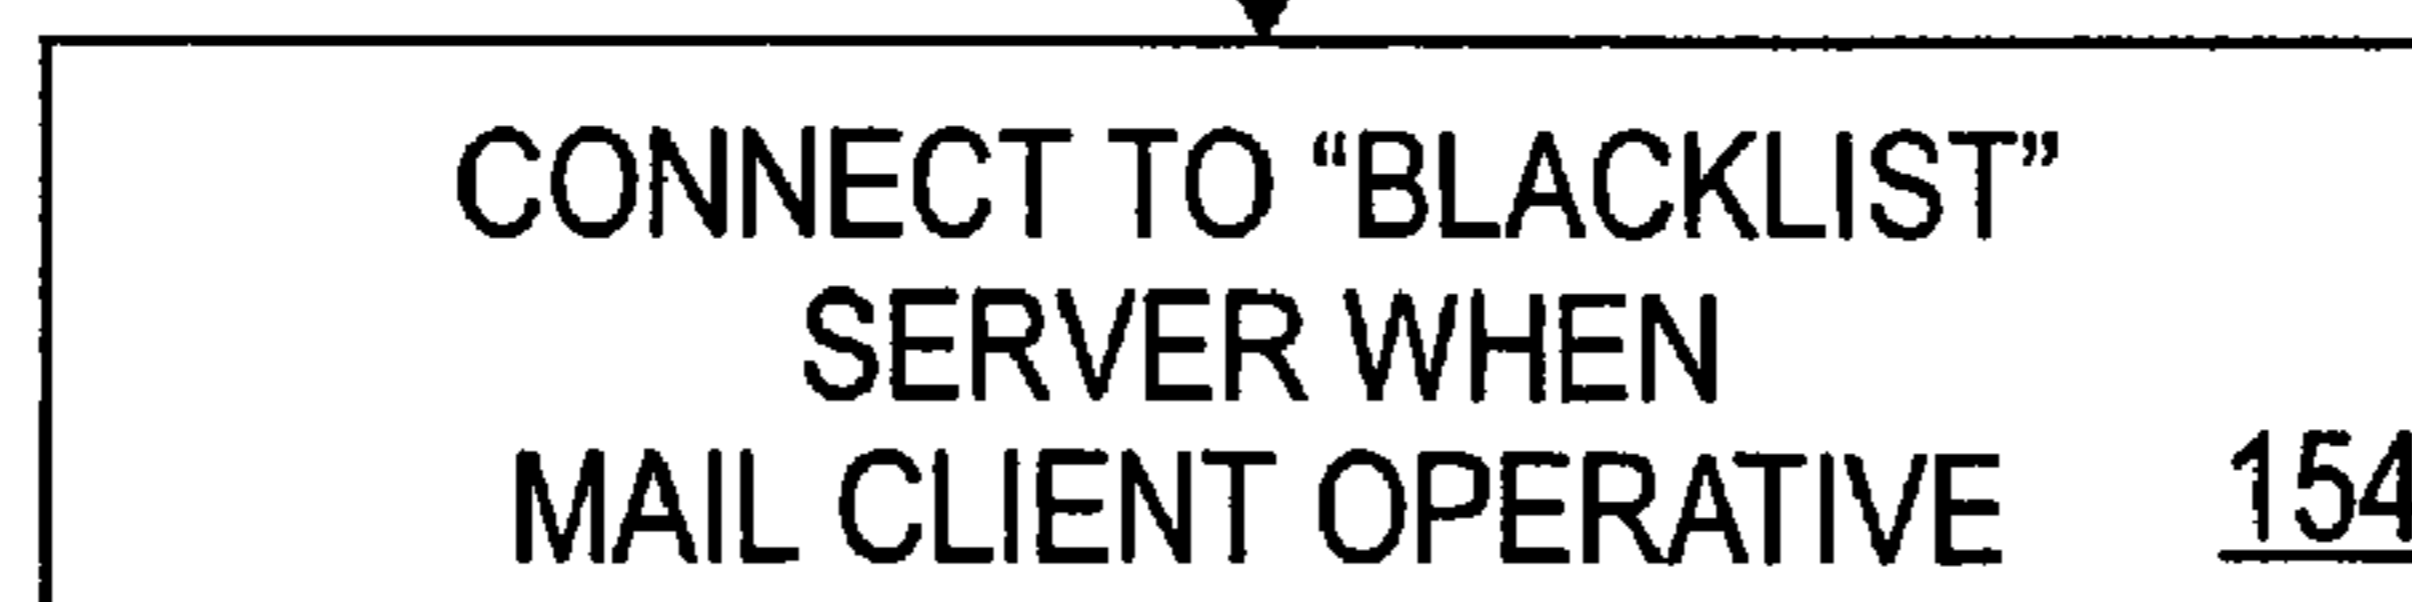 CONNECT TO “BLACKLIST”
SERVER WHEN
MAIL CLIENT OPERATIVE 154